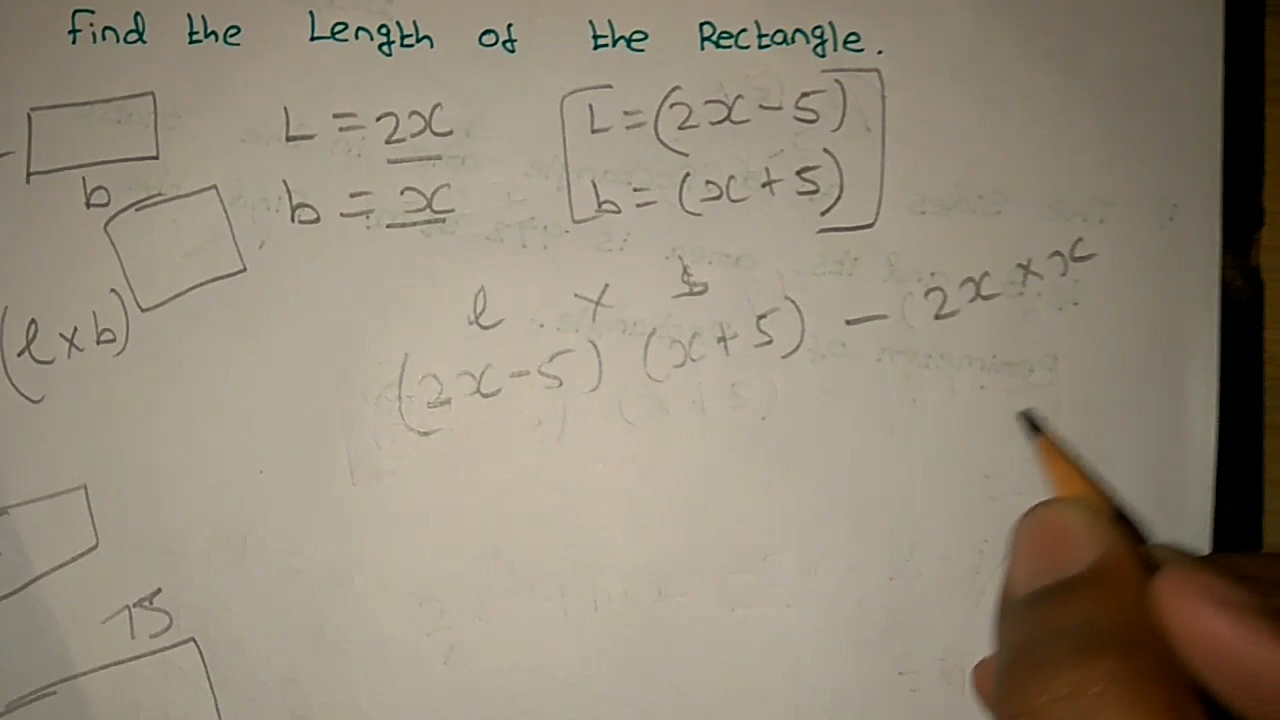 Find the Length of the Rectangle.
L = 2x L = (2x - 5)
b
b = x b = (x + 5)
l × b
(l × b) (2x - 5) (x + 5) - 2x × x
75